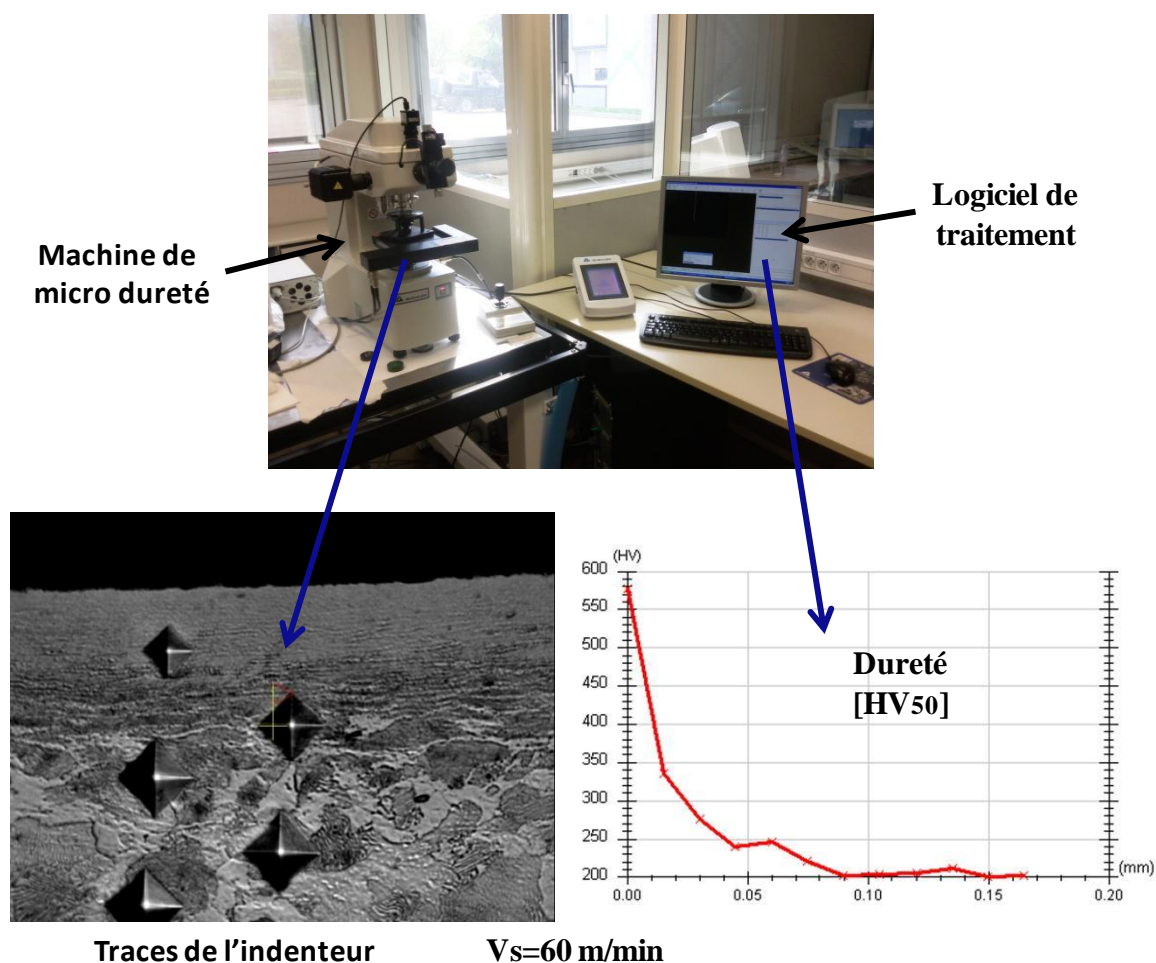 Machine de
micro dureté
Logiciel de
traitement
(HV)
600
550
500
450
400
350
300
250
200
Dureté
[HV50]
(mm)
0.00
0.05
0.10
0.15
0.20
Traces de l'indenteur
Vs=60 m/min